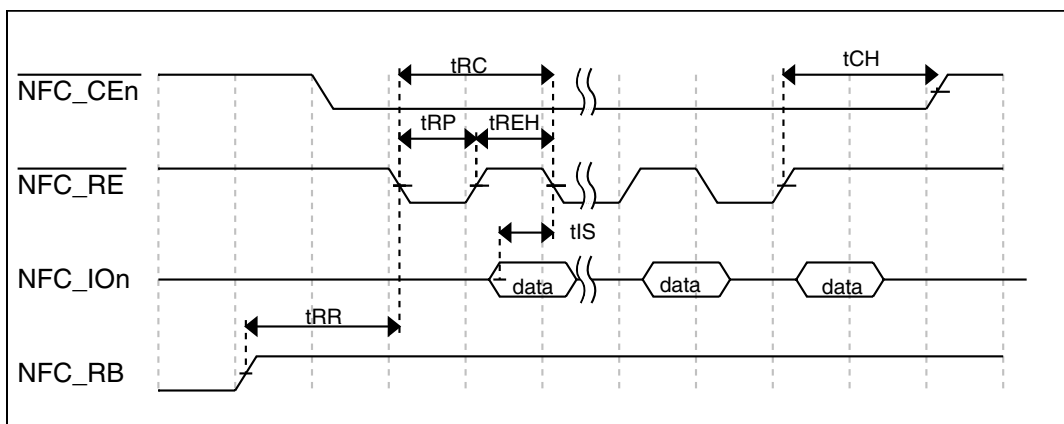 tRC
tCH
NFC_CEn
tRP
tREH
NFC_RE
tIS
NFC_IOn
data
data
data
tRR
NFC_RB